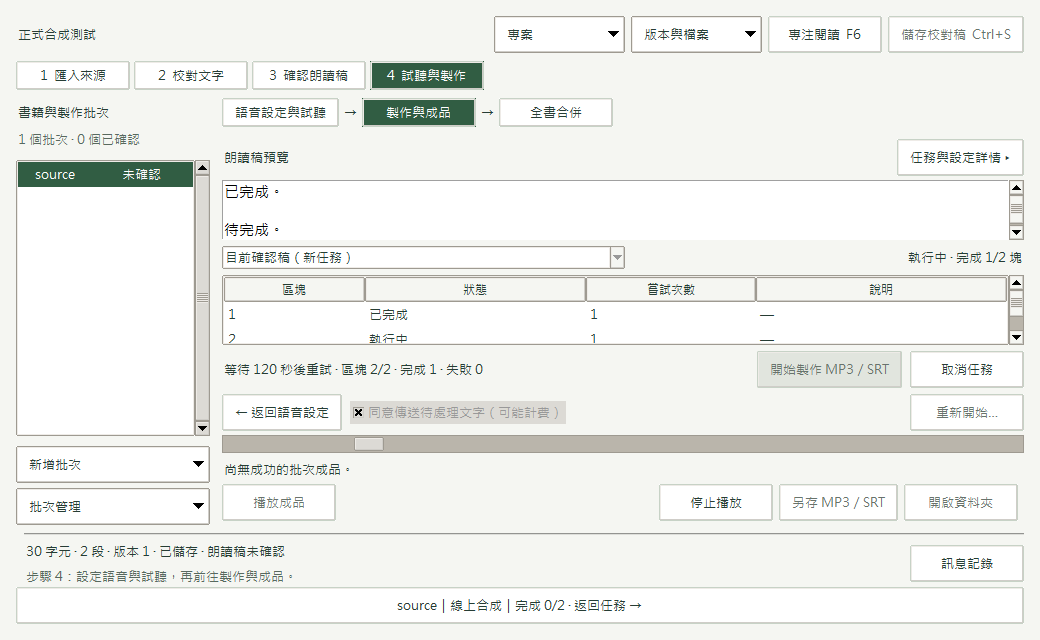 正式合成測試
專案
版本與檔案
專注閱讀 F6
儲存校對稿 Ctrl+S
1 匯入來源
2 校對文字
3 確認朗讀稿
4 試聽與製作
書籍與製作批次
1 個批次 · 0 個已確認
source 未確認
新增批次
批次管理
語音設定與試聽 → 製作與成品 → 全書合併
朗讀稿預覽
任務與設定詳情 ▸
已完成。
待完成。
目前確認稿（新任務）
執行中 · 完成 1/2 塊
區塊 狀態 嘗試次數 說明
1 已完成 1 —
2 執行中 1 —
等待 120 秒後重試 · 區塊 2/2 · 完成 1 · 失敗 0
開始製作 MP3 / SRT
取消任務
← 返回語音設定
同意傳送待處理文字（可能計費）
重新開始...
尚無成功的批次成品。
播放成品
停止播放
另存 MP3 / SRT
開啟資料夾
30 字元 · 2 段 · 版本 1 · 已儲存 · 朗讀稿未確認
步驟 4：設定語音與試聽，再前往製作與成品。
訊息記錄
source | 線上合成 | 完成 0/2 · 返回任務 →